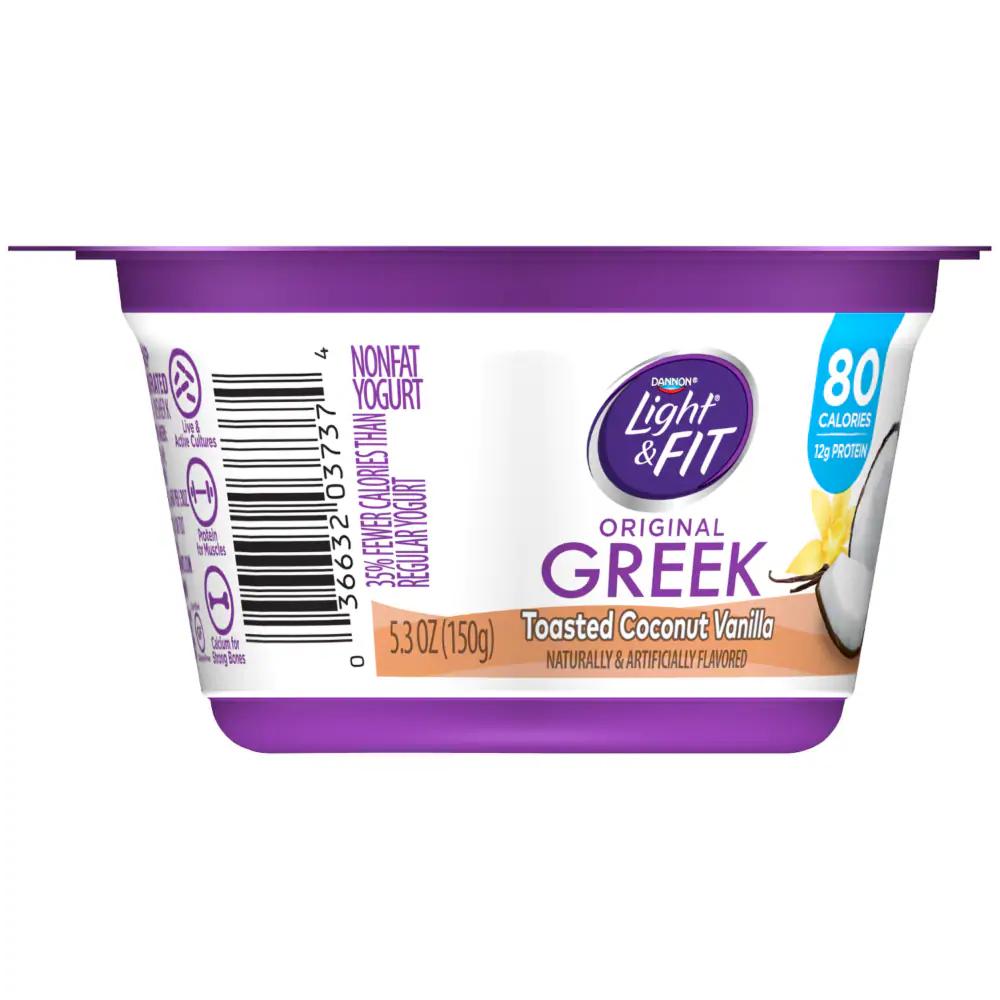 Live &
Active Cultures
Protein
for Muscles
Calcium for
Strong Bones
0 36632 03737 4
NONFAT
YOGURT
35% FEWER CALORIES THAN
REGULAR YOGURT
5.3 OZ (150g)
DANNON®
Light®
& FIT
ORIGINAL
GREEK
Toasted Coconut Vanilla
NATURALLY & ARTIFICIALLY FLAVORED
80
CALORIES
12g PROTEIN